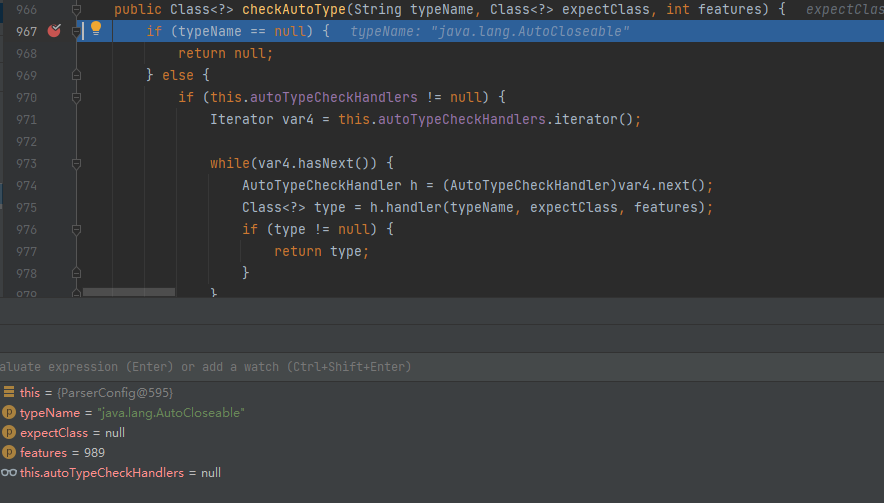 966 public Class<?> checkAutoType(String typeName, Class<?> expectClass, int features) { expectClas
967 if (typeName == null) { typeName: "java.lang.AutoCloseable"
968 return null;
969 } else {
970 if (this.autoTypeCheckHandlers != null) {
971 Iterator var4 = this.autoTypeCheckHandlers.iterator();
972
973 while(var4.hasNext()) {
974 AutoTypeCheckHandler h = (AutoTypeCheckHandler)var4.next();
975 Class<?> type = h.handler(typeName, expectClass, features);
976 if (type != null) {
977 return type;
978 }
979 }
aluate expression (Enter) or add a watch (Ctrl+Shift+Enter)
this = {ParserConfig@595}
p typeName = "java.lang.AutoCloseable"
p expectClass = null
p features = 989
this.autoTypeCheckHandlers = null